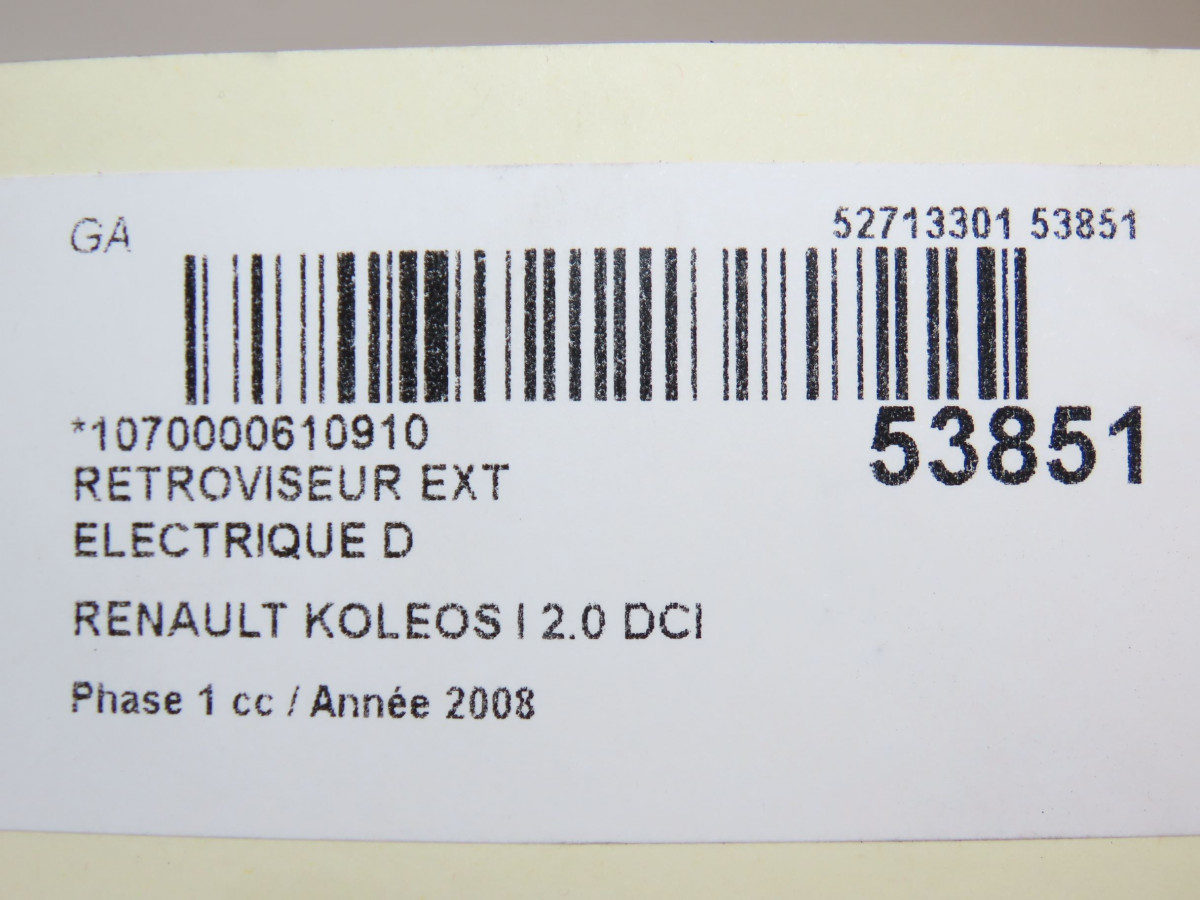 GA
52713301 53851
*1070000610910
53851
RETROVISEUR EXT
ELECTRIQUE D
RENAULT KOLEOS I 2.0 DCI
Phase 1 cc / Année 2008